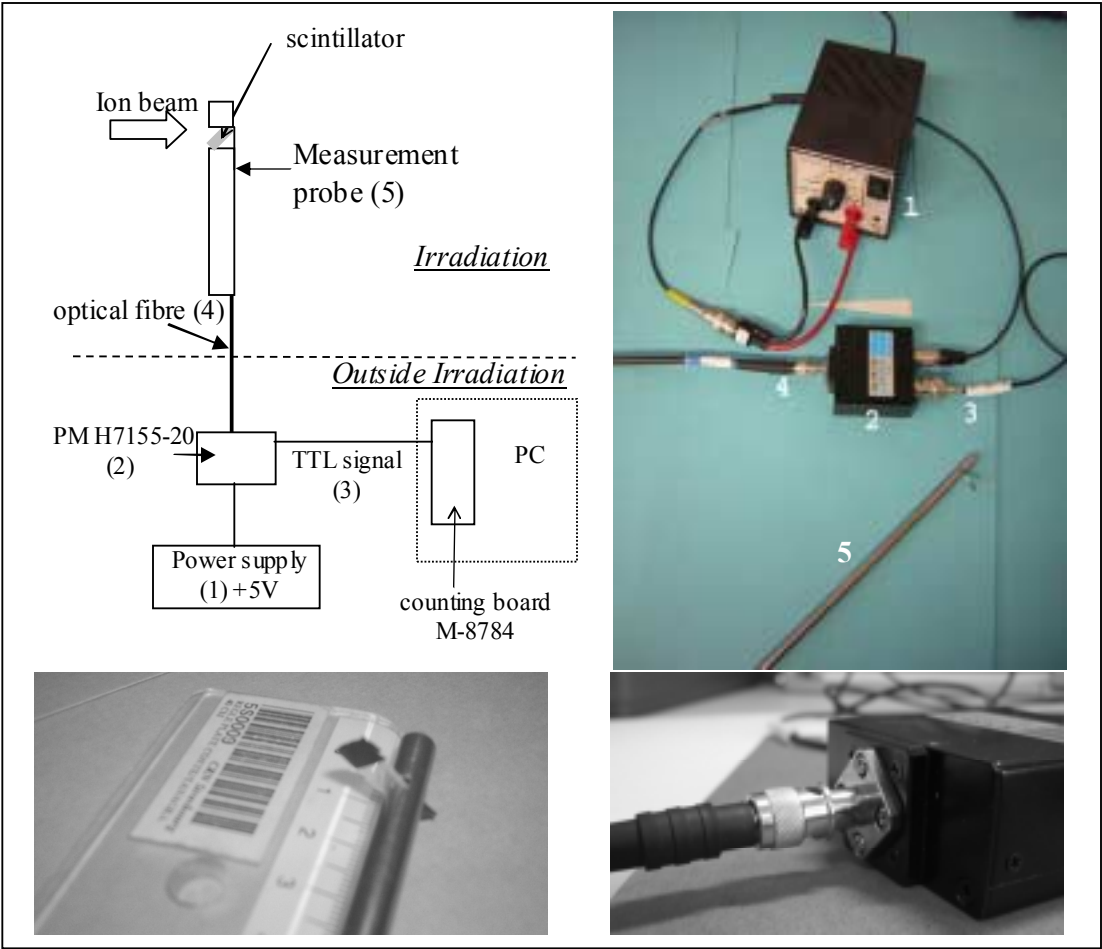 scintillator
Ion beam
Measurement
probe (5)
Irradiation
optical fibre (4)
Outside Irradiation
PM H7155-20
(2)
TTL signal
(3)
PC
Power supply
(1) +5V
counting board
M-8784
1
4
2
3
5
5S0003
1
2
3